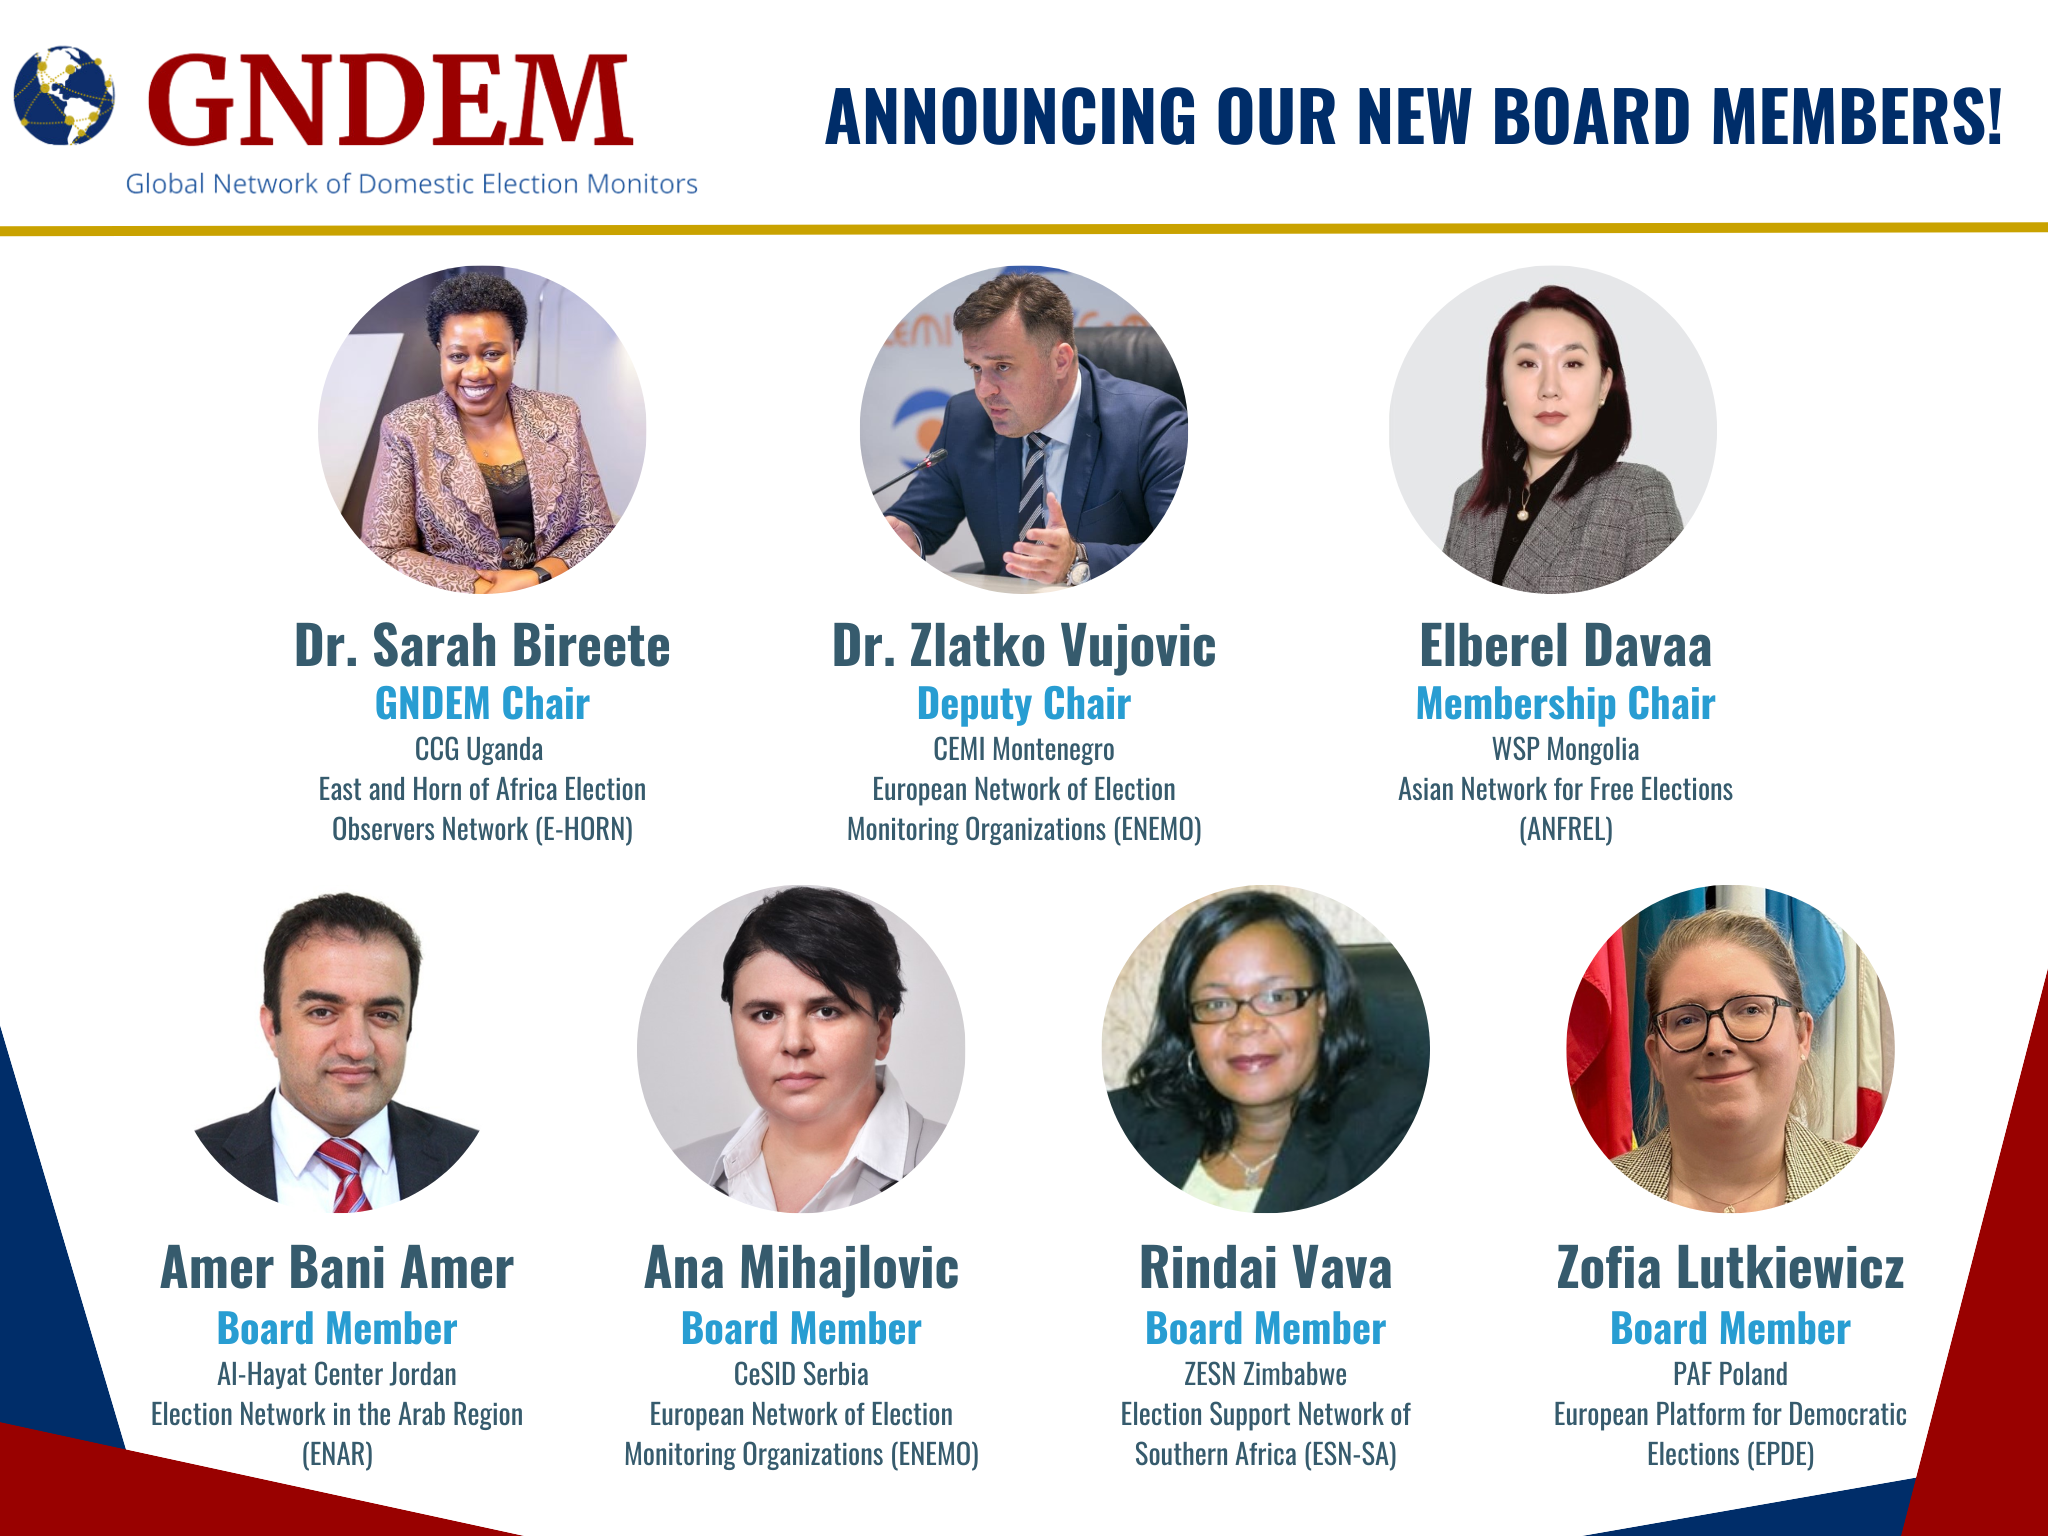 GNDEM
Global Network of Domestic Election Monitors
ANNOUNCING OUR NEW BOARD MEMBERS!
Dr. Sarah Bireete
GNDEM Chair
CCG Uganda
East and Horn of Africa Election
Observers Network (E-HORN)
Dr. Zlatko Vujovic
Deputy Chair
CEMI Montenegro
European Network of Election
Monitoring Organizations (ENEMO)
Elberel Davaa
Membership Chair
WSP Mongolia
Asian Network for Free Elections
(ANFREL)
Amer Bani Amer
Board Member
Al-Hayat Center Jordan
Election Network in the Arab Region
(ENAR)
Ana Mihajlovic
Board Member
CeSID Serbia
European Network of Election
Monitoring Organizations (ENEMO)
Rindai Vava
Board Member
ZESN Zimbabwe
Election Support Network of
Southern Africa (ESN-SA)
Zofia Lutkiewicz
Board Member
PAF Poland
European Platform for Democratic
Elections (EPDE)